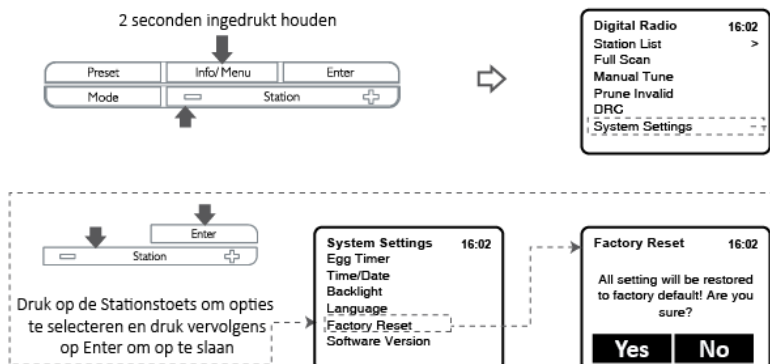 2 seconden ingedrukt houden
Preset Info/ Menu Enter
Mode Station
Digital Radio 16:02
Station List >
Full Scan
Manual Tune
Prune Invalid
DRC
System Settings
Enter
Station
Druk op de Stationstoets om opties
te selecteren en druk vervolgens
op Enter om op te slaan
System Settings 16:02
Egg Timer
Time/Date
Backlight
Language
Factory Reset
Software Version
Factory Reset 16:02
All setting will be restored
to factory default! Are you
sure?
Yes No